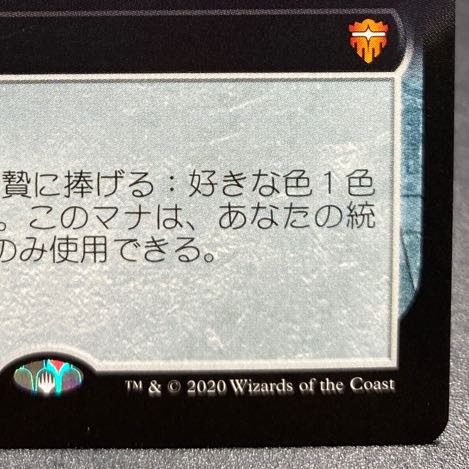 贄に捧げる：好きな色１色
。このマナは、あなたの統
のみ使用できる。
™ & © 2020 Wizards of the Coast